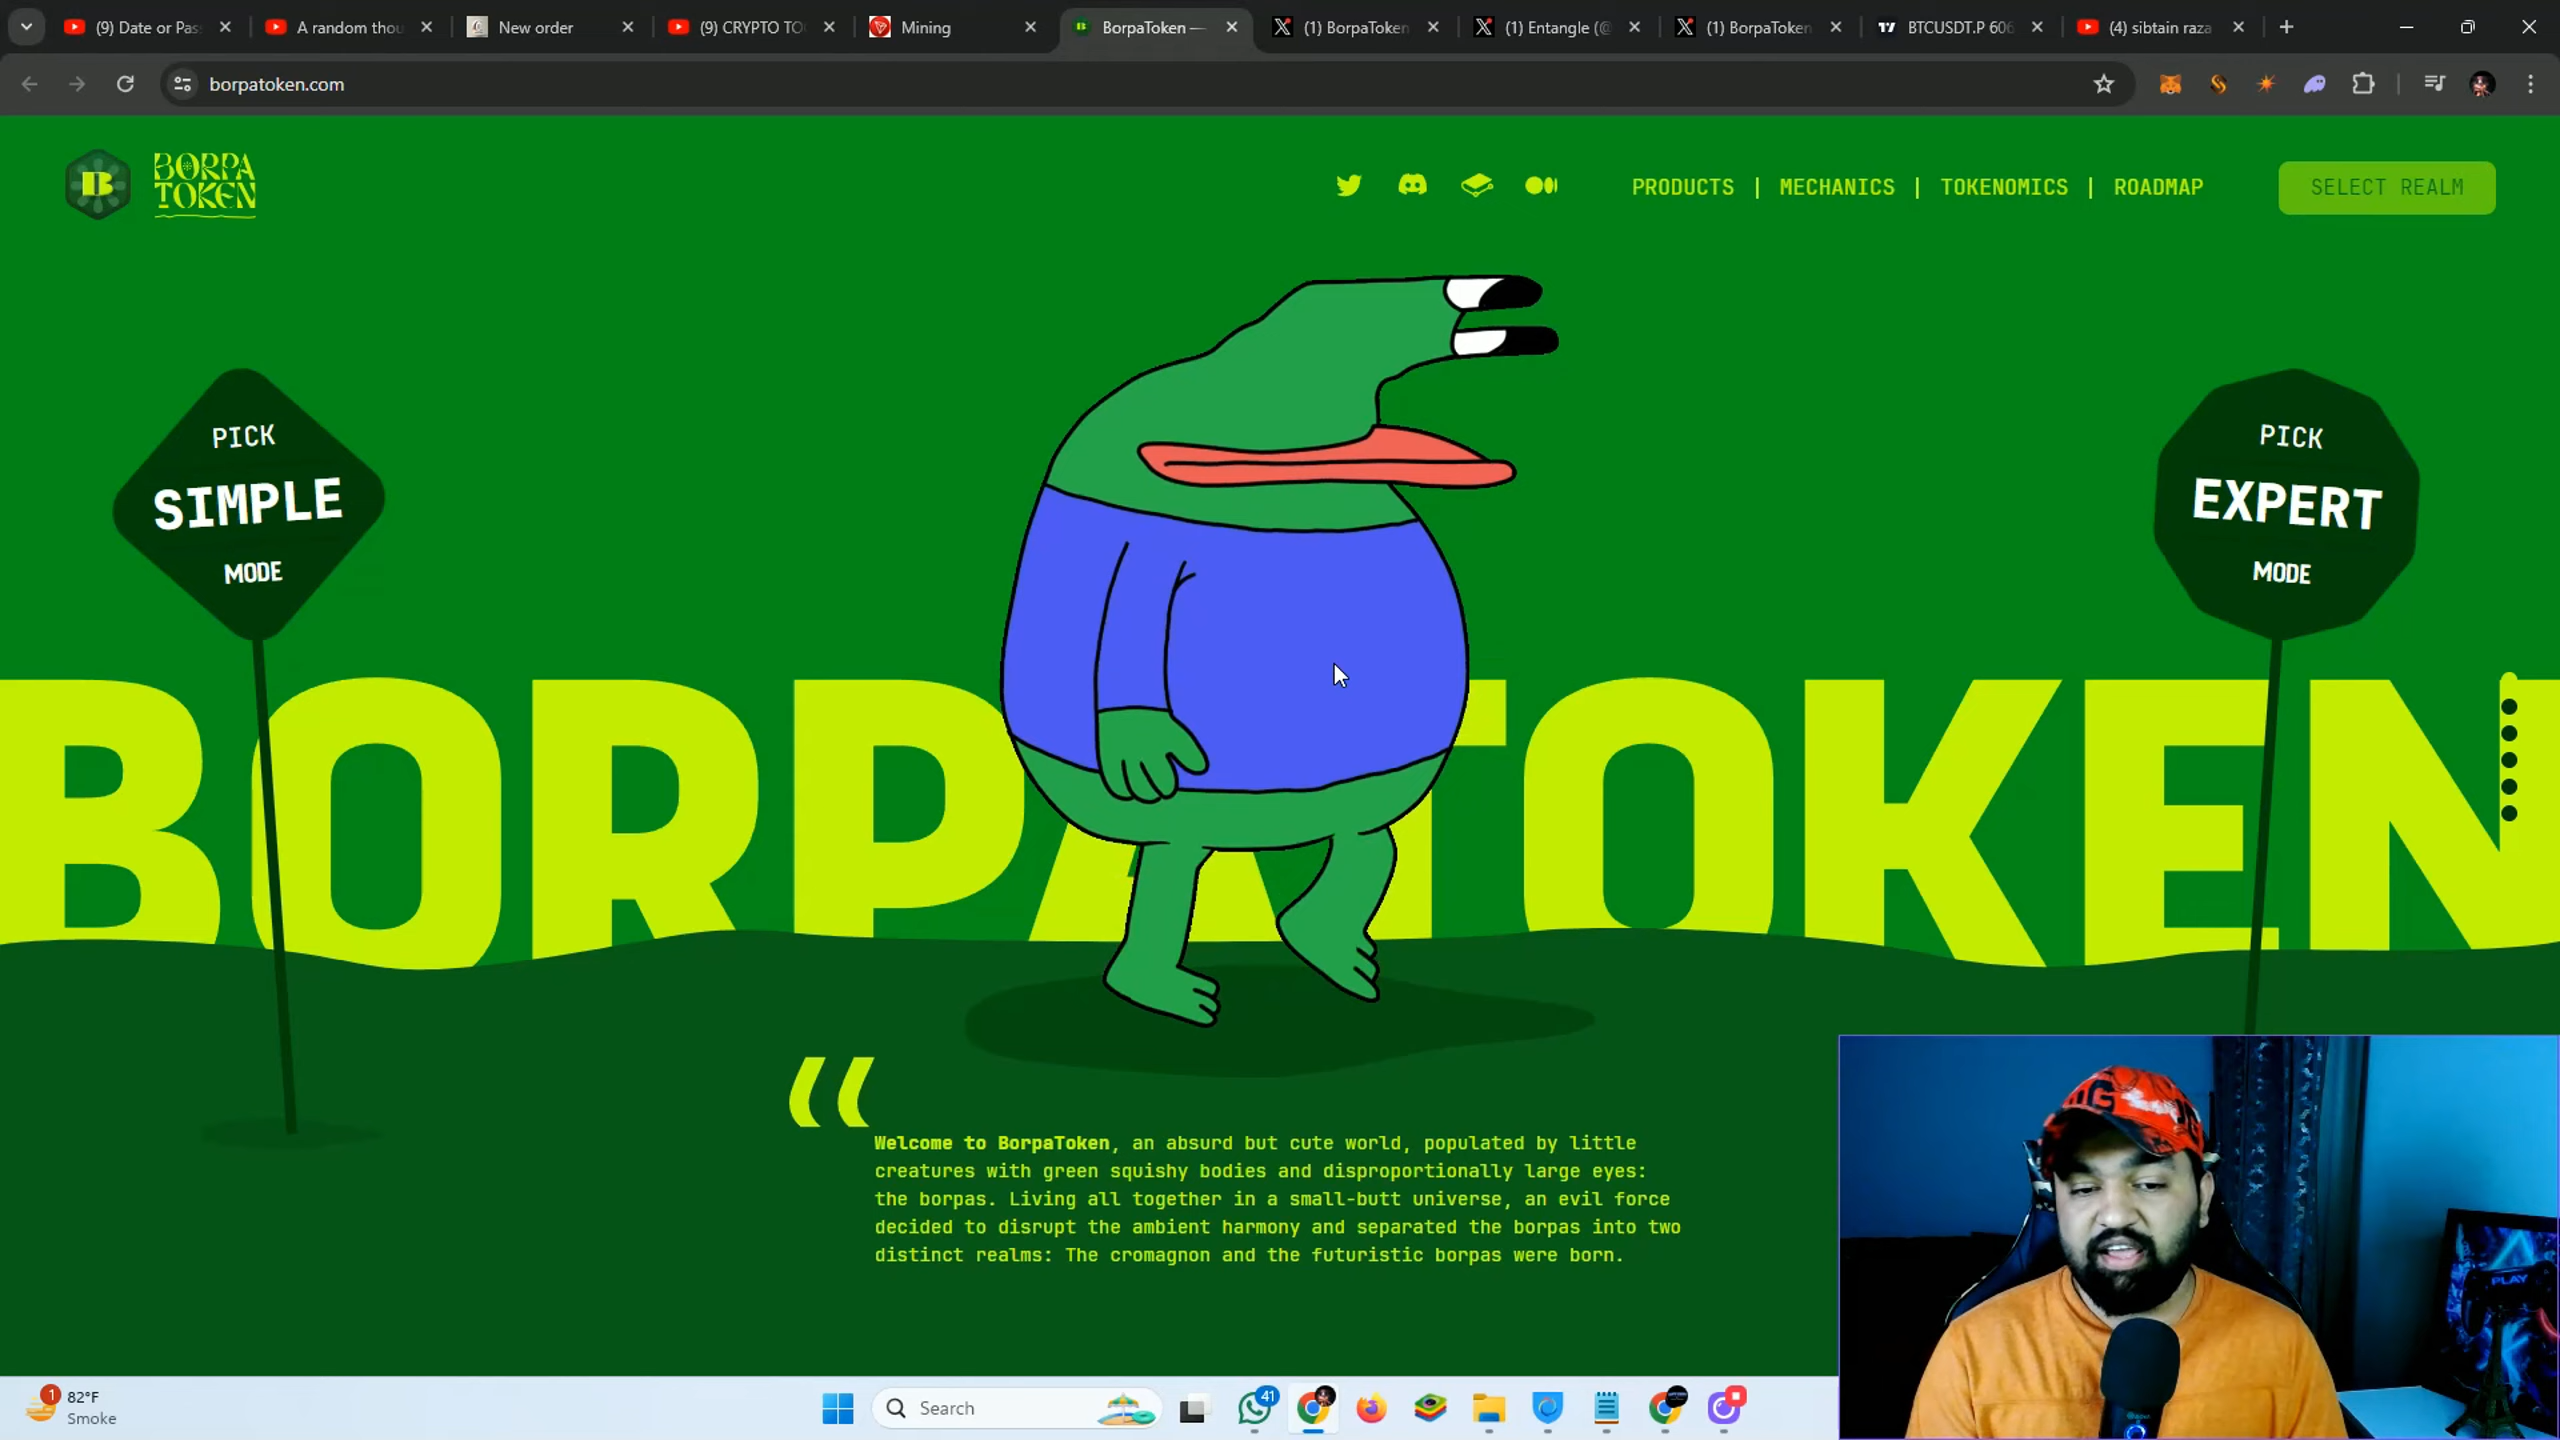 (9) Date or Pas
A random thou
New order
(9) CRYPTO TO
Mining
BorpaToken —
(1) BorpaToken
(1) Entangle (@
(1) BorpaToken
BTCUSDT.P 606
(4) sibtain raza
borpatoken.com
B
BORPA
TOKEN
PRODUCTS | MECHANICS | TOKENOMICS | ROADMAP
SELECT REALM
PICK
SIMPLE
MODE
PICK
EXPERT
MODE
BORPATOKEN
“
Welcome to BorpaToken, an absurd but cute world, populated by little
creatures with green squishy bodies and disproportionally large eyes:
the borpas. Living all together in a small-butt universe, an evil force
decided to disrupt the ambient harmony and separated the borpas into two
distinct realms: The cromagnon and the futuristic borpas were born.
PLAY
1
82°F
Smoke
Search
41